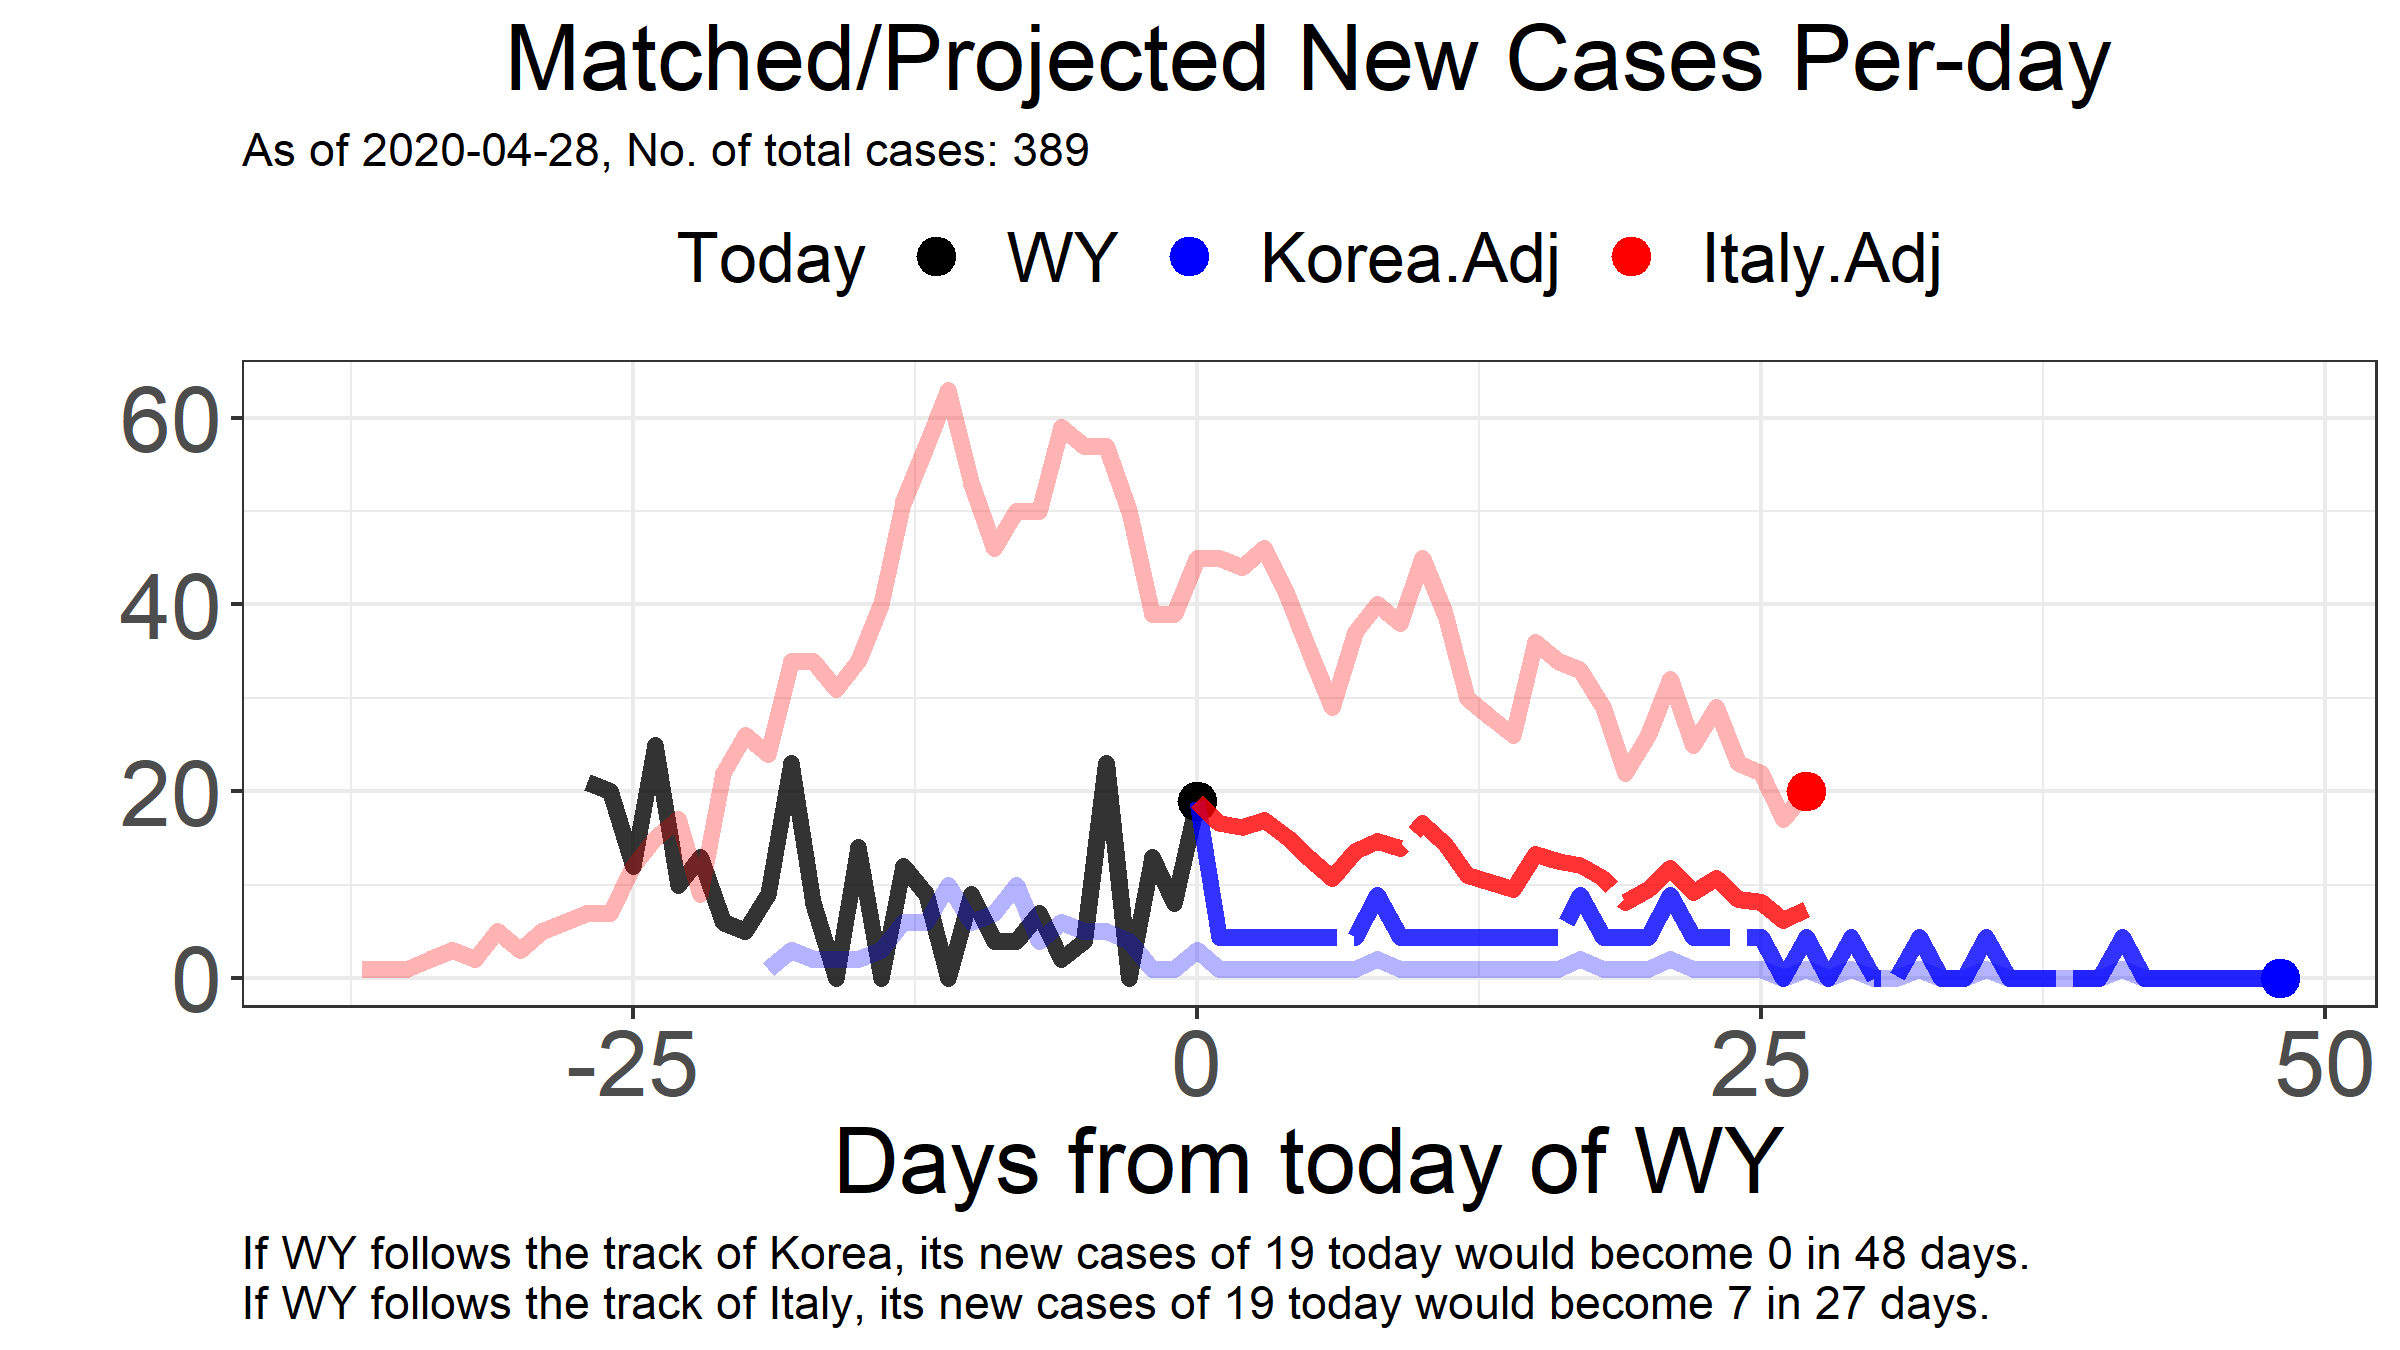 Matched/Projected New Cases Per-day
As of 2020-04-28, No. of total cases: 389
Today WY Korea.Adj Italy.Adj
60
40
20
0
-25 0 25 50
Days from today of WY
If WY follows the track of Korea, its new cases of 19 today would become 0 in 48 days.
If WY follows the track of Italy, its new cases of 19 today would become 7 in 27 days.